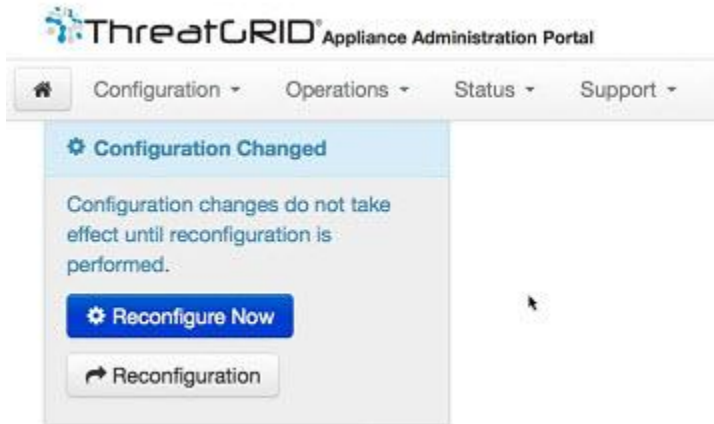 ThreatGRID® Appliance Administration Portal
Configuration Operations Status Support
Configuration Changed
Configuration changes do not take
effect until reconfiguration is
performed.
Reconfigure Now
Reconfiguration